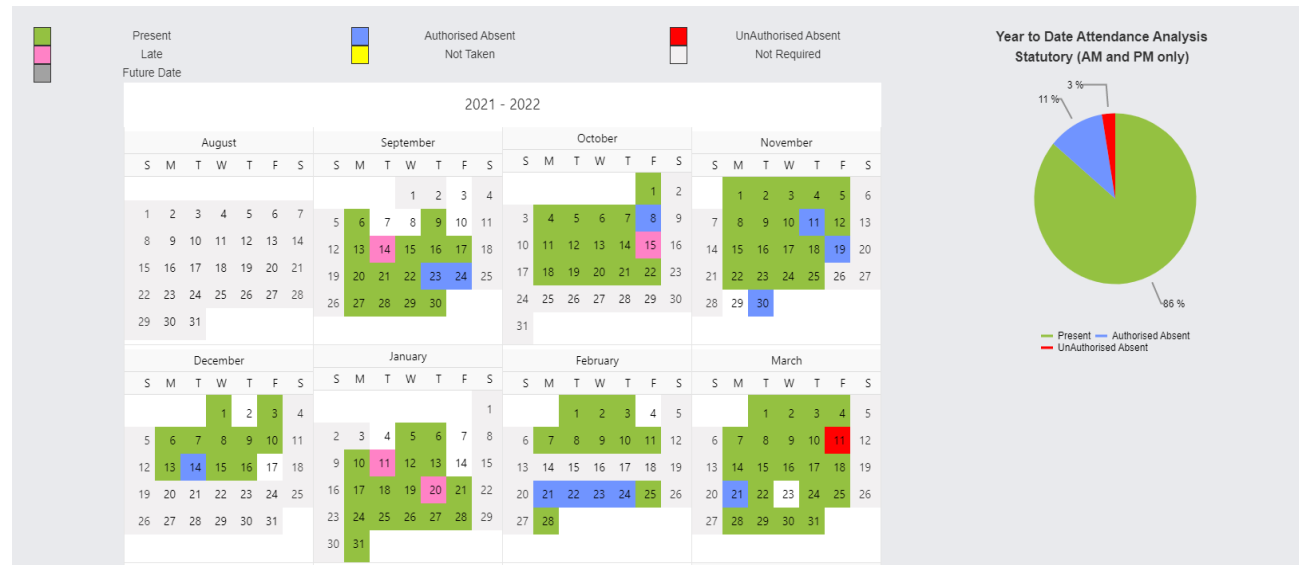 Present Authorised Absent UnAuthorised Absent
Late Not Taken Not Required
Future Date
Year to Date Attendance Analysis
Statutory (AM and PM only)
3 %
11 %
86 %
Present Authorised Absent
UnAuthorised Absent
2021 - 2022
August
S M T W T F S
1 2 3 4 5 6 7
8 9 10 11 12 13 14
15 16 17 18 19 20 21
22 23 24 25 26 27 28
29 30 31
September
S M T W T F S
1 2 3 4
5 6 7 8 9 10 11
12 13 14 15 16 17 18
19 20 21 22 23 24 25
26 27 28 29 30
October
S M T W T F S
1 2
3 4 5 6 7 8 9
10 11 12 13 14 15 16
17 18 19 20 21 22 23
24 25 26 27 28 29 30
31
November
S M T W T F S
1 2 3 4 5 6
7 8 9 10 11 12 13
14 15 16 17 18 19 20
21 22 23 24 25 26 27
28 29 30
December
S M T W T F S
1 2 3 4
5 6 7 8 9 10 11
12 13 14 15 16 17 18
19 20 21 22 23 24 25
26 27 28 29 30 31
January
S M T W T F S
1
2 3 4 5 6 7 8
9 10 11 12 13 14 15
16 17 18 19 20 21 22
23 24 25 26 27 28 29
30 31
February
S M T W T F S
1 2 3 4 5
6 7 8 9 10 11 12
13 14 15 16 17 18 19
20 21 22 23 24 25 26
27 28
March
S M T W T F S
1 2 3 4 5
6 7 8 9 10 11 12
13 14 15 16 17 18 19
20 21 22 23 24 25 26
27 28 29 30 31